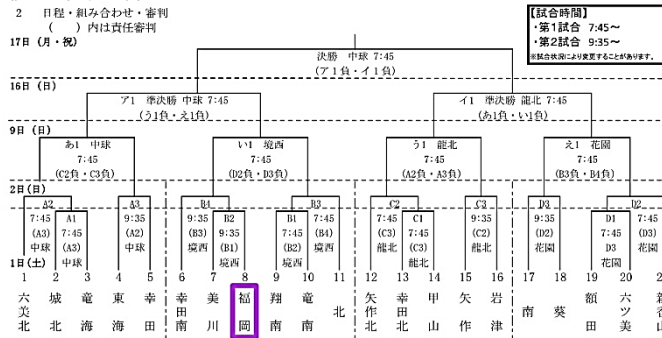 2 日程・組み合わせ・審判
( )内は責任審判
【試合時間】
・第1試合 7:45～
・第2試合 9:35～
※試合状況により変更することがあります。
17日(月・祝)
決勝 中球 7:45
(ア1負・イ1負)
16日(日)
ア1 準決勝 中球 7:45
(う1負・え1負)
イ1 準決勝 龍北 7:45
(あ1負・い1負)
9日(日)
あ1 中球
7:45
(C2負・C3負)
い1 境西
7:45
(D2負・D3負)
う1 龍北
7:45
(A2負・A3負)
え1 花園
7:45
(B3負・B4負)
2日(日)
A2
7:45
(A3)
中球
A1
7:45
(A3)
中球
A3
9:35
(A2)
中球
B4
9:35
(B3)
境西
B2
9:35
(B1)
境西
B1
7:45
(B2)
境西
B3
7:45
(B4)
境西
C2
7:45
(C3)
龍北
C1
7:45
(C3)
龍北
C3
9:35
(C2)
龍北
D3
9:35
(D2)
花園
D1
7:45
D3
花園
D2
7:45
(D3)
花園
1日(土)
1 2 3 4 5 6 7 8 9 10 11 12 13 14 15 16 17 18 19 20
六美北
城北
竜海
東海
幸田
幸田南
美川
福岡
翔南
竜南
北
矢作北
幸田北
甲山
矢作
岩津
南
葵
額田
六ツ美